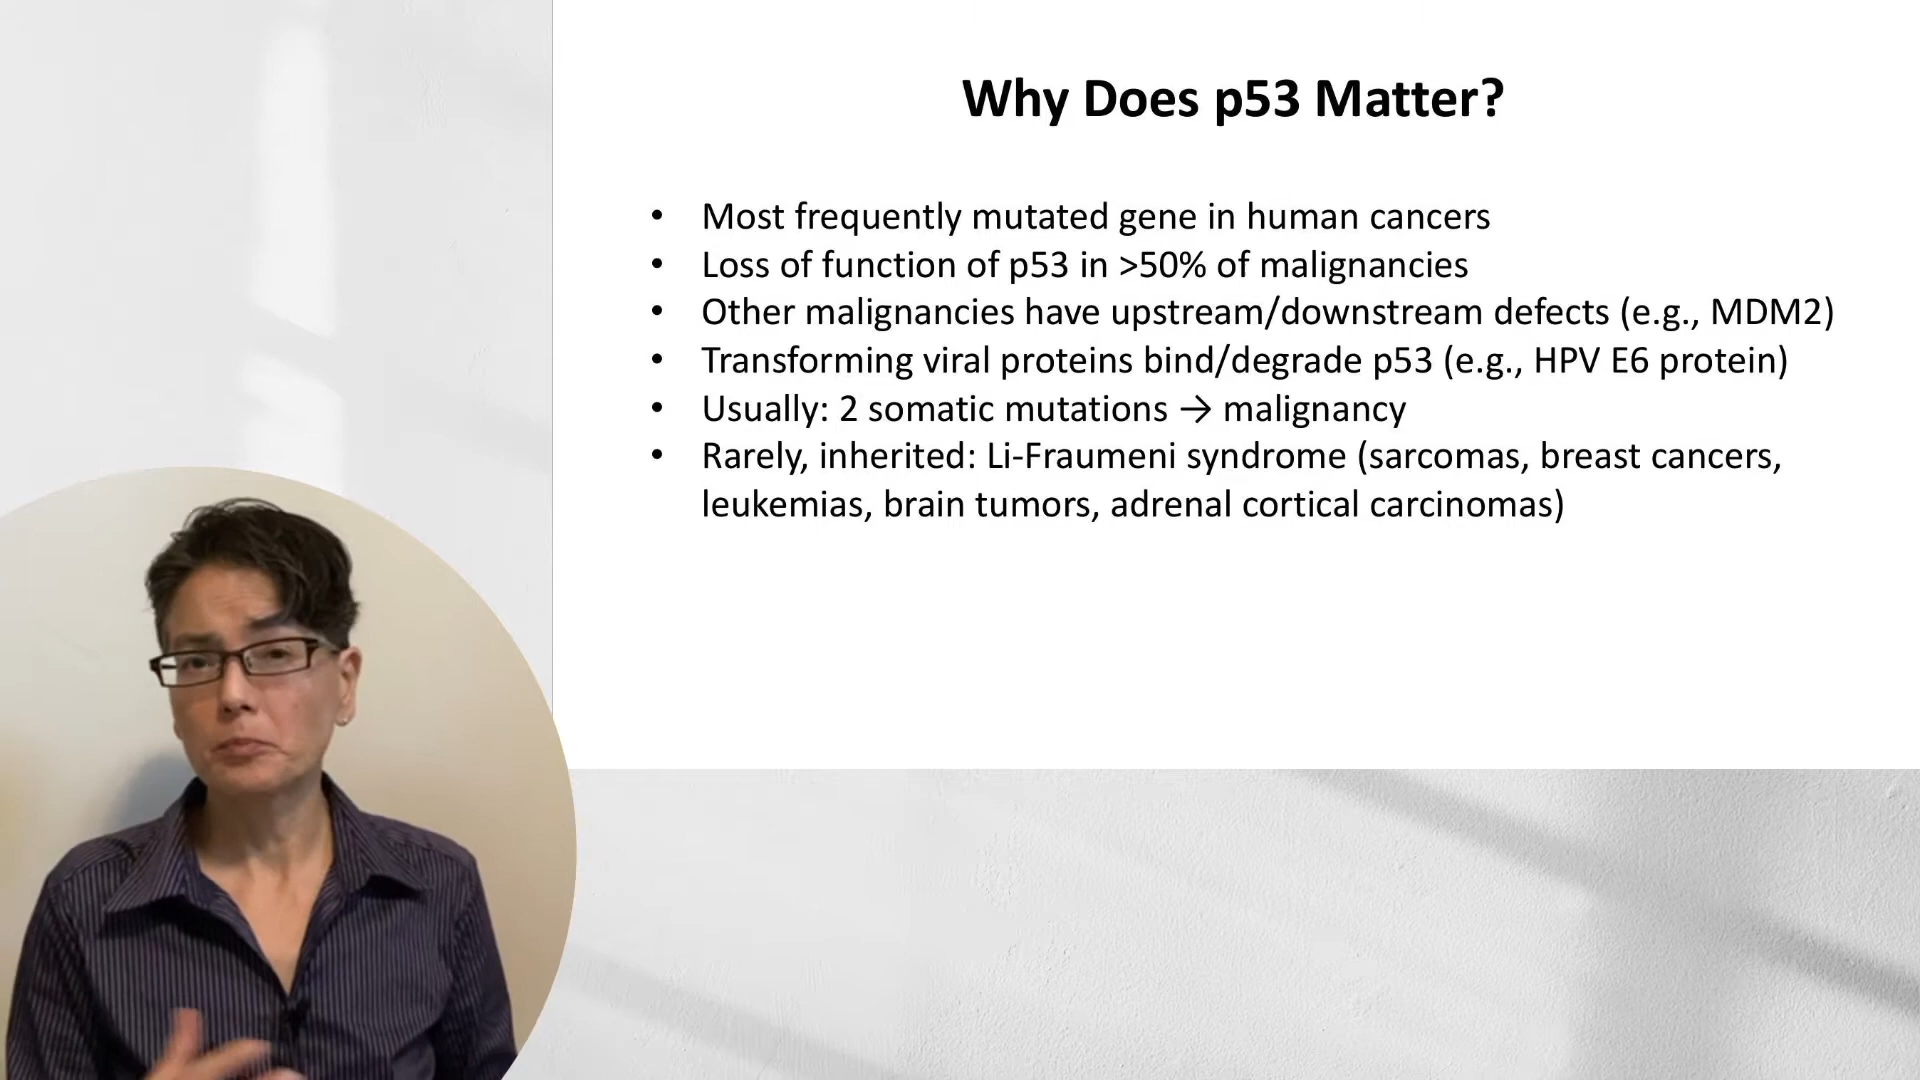 Why Does p53 Matter?
• Most frequently mutated gene in human cancers
• Loss of function of p53 in >50% of malignancies
• Other malignancies have upstream/downstream defects (e.g., MDM2)
• Transforming viral proteins bind/degrade p53 (e.g., HPV E6 protein)
• Usually: 2 somatic mutations → malignancy
• Rarely, inherited: Li-Fraumeni syndrome (sarcomas, breast cancers,
leukemias, brain tumors, adrenal cortical carcinomas)